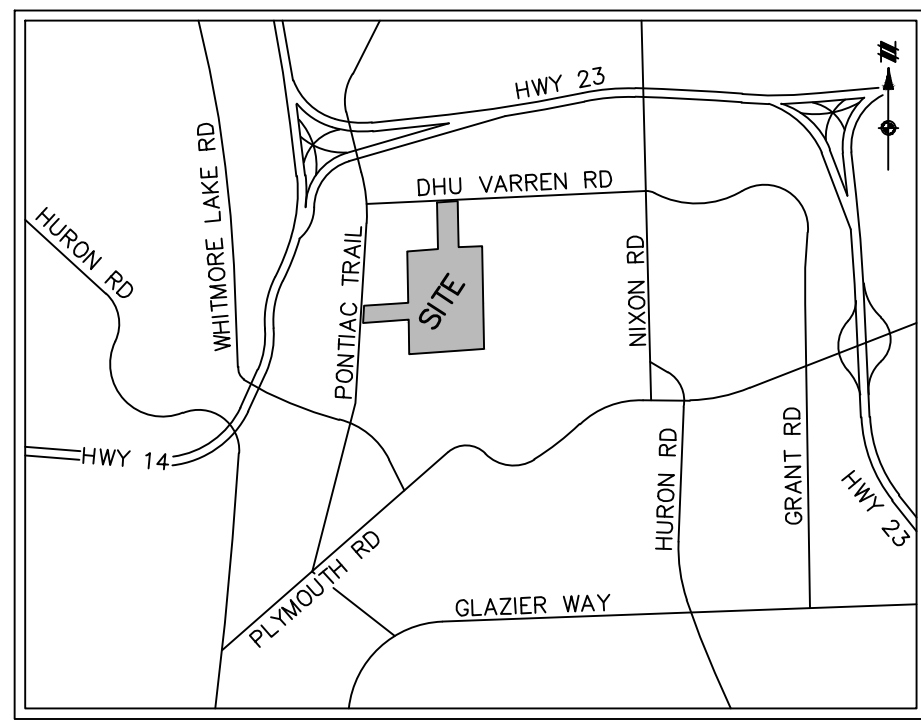 HWY 23
WHITMORE LAKE RD
DHU VARREN RD
HURON RD
PONTIAC TRAIL
SITE
NIXON RD
HWY 14
GRANT RD
HURON RD
HWY 23
PLYMOUTH RD
GLAZIER WAY
N